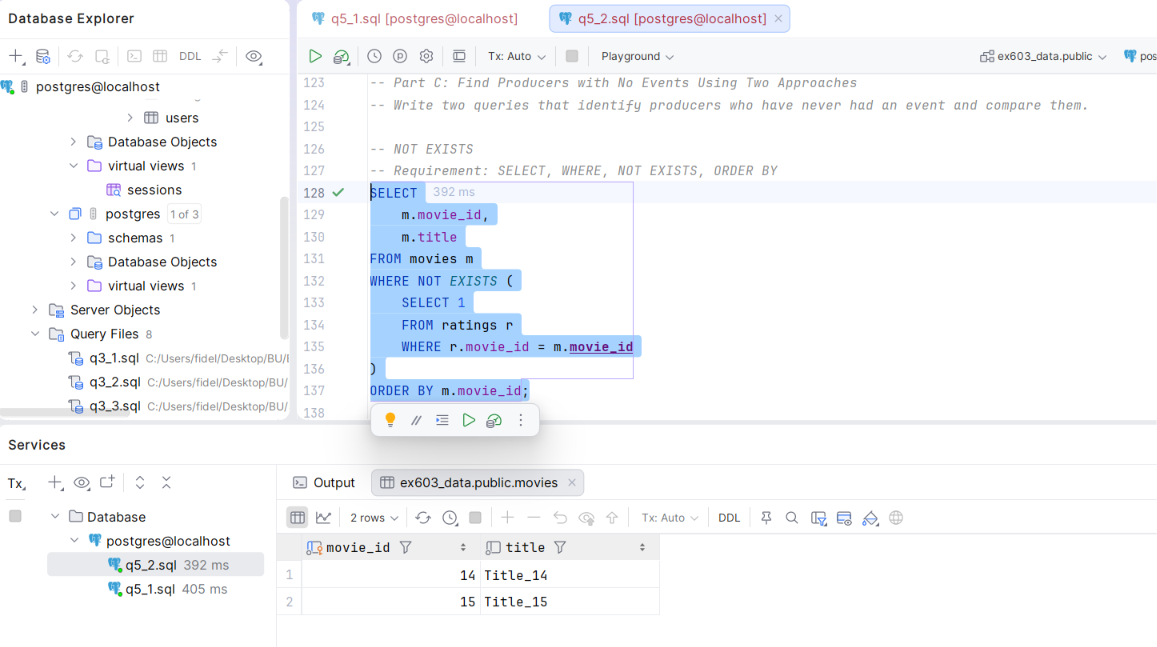 Database Explorer
q5_1.sql [postgres@localhost]
q5_2.sql [postgres@localhost]
DDL
Tx: Auto
Playground
ex603_data.public
pos
postgres@localhost
users
Database Objects
virtual views 1
sessions
postgres 1 of 3
schemas 1
Database Objects
virtual views 1
Server Objects
Query Files 8
q3_1.sql C:/Users/fidel/Desktop/BU/
q3_2.sql C:/Users/fidel/Desktop/BU/
q3_3.sql C:/Users/fidel/Desktop/BU/
123 -- Part C: Find Producers with No Events Using Two Approaches
124 -- Write two queries that identify producers who have never had an event and compare them.
125
126 -- NOT EXISTS
127 -- Requirement: SELECT, WHERE, NOT EXISTS, ORDER BY
128 SELECT 392 ms
129 m.movie_id,
130 m.title
131 FROM movies m
132 WHERE NOT EXISTS (
133 SELECT 1
134 FROM ratings r
135 WHERE r.movie_id = m.movie_id
136 )
137 ORDER BY m.movie_id;
138
Services
Tx
Database
postgres@localhost
q5_2.sql 392 ms
q5_1.sql 405 ms
Output
ex603_data.public.movies
2 rows
Tx: Auto
DDL
movie_id title
1 14 Title_14
2 15 Title_15